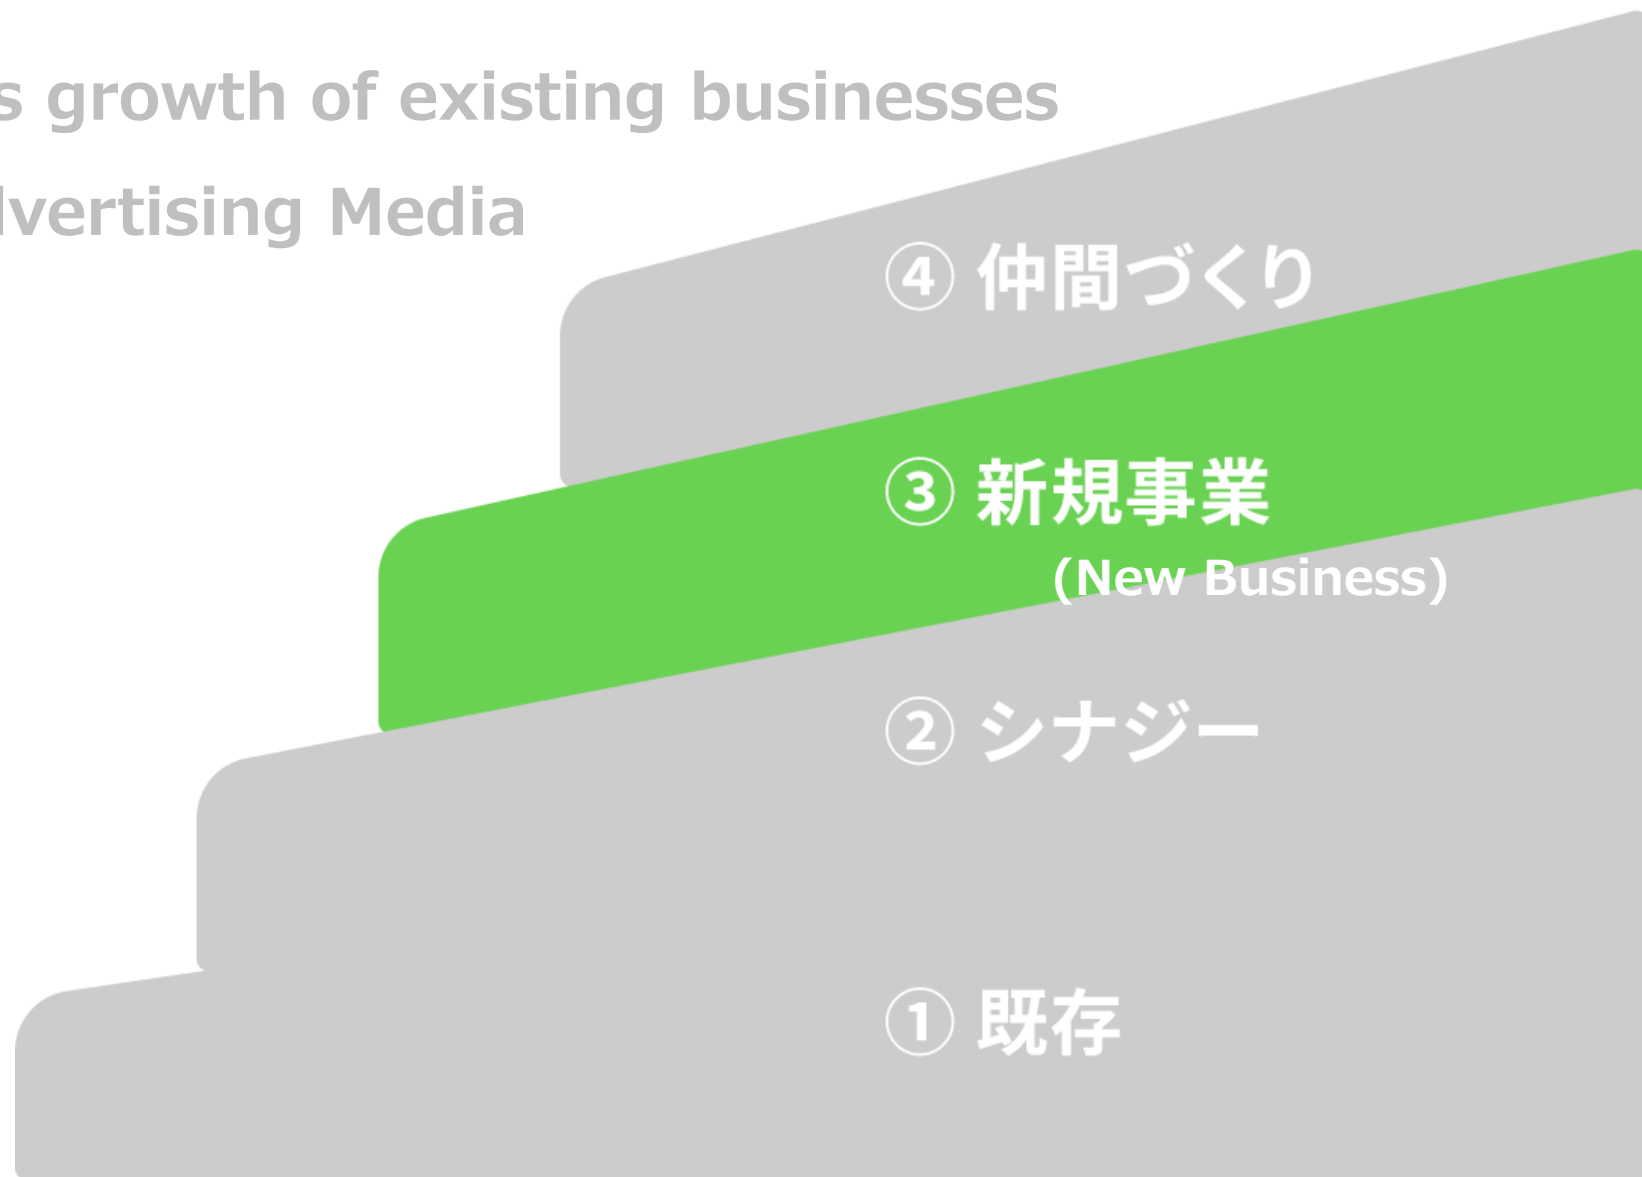 s growth of existing businesses
dvertising Media
④ 仲間づくり
③ 新規事業
(New Business)
② シナジー
① 既存